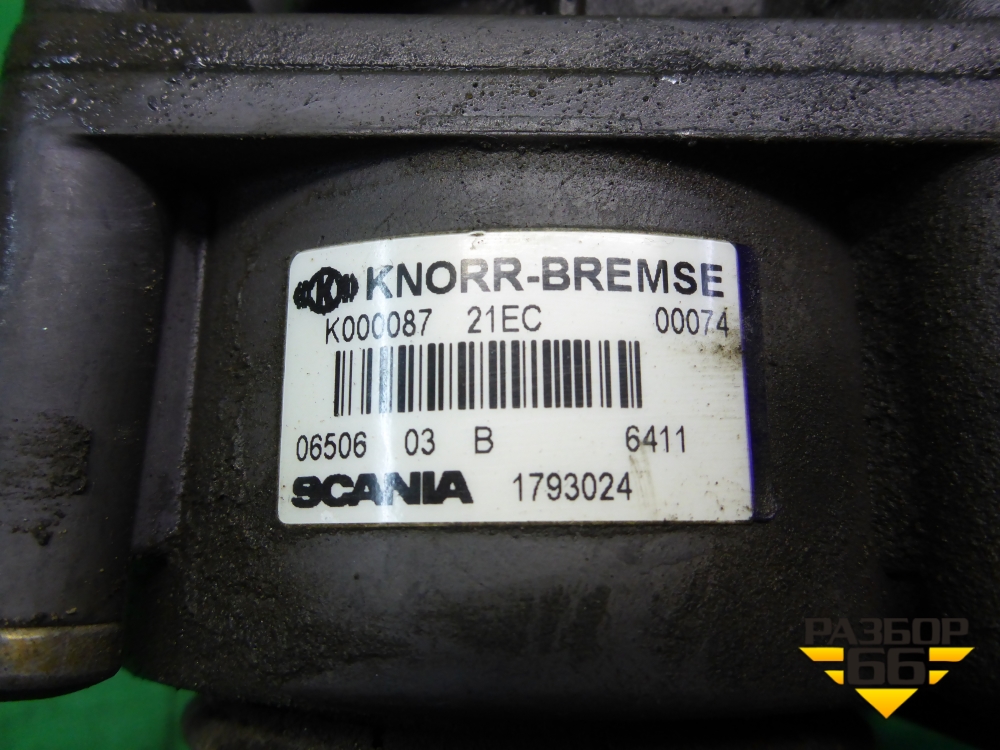 KNORR-BREMSE
K000087 21EC 00074
06506 03 B 6411
SCANIA 1793024
РАЗБОР
66